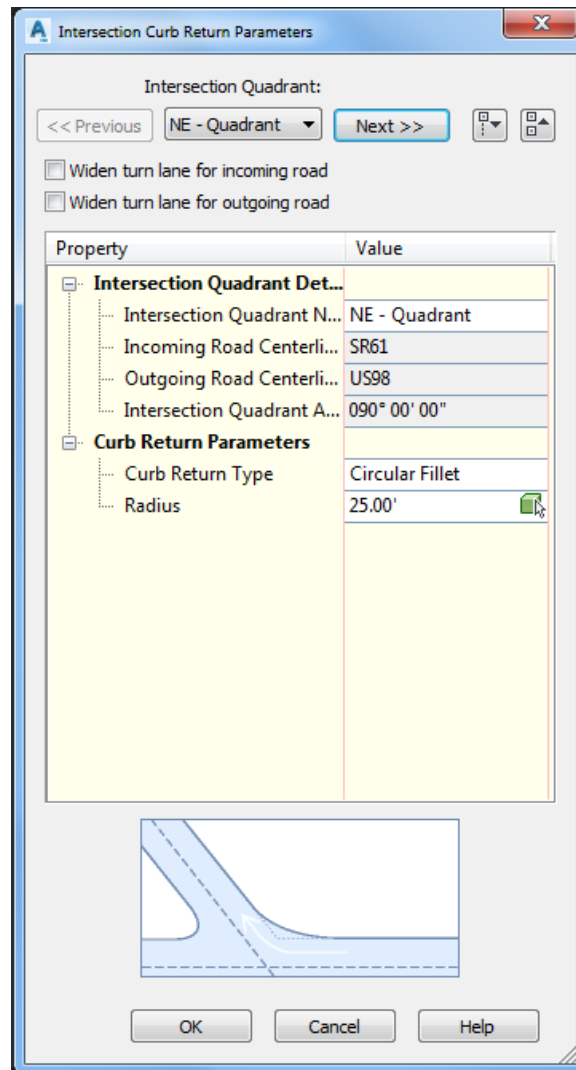 Intersection Curb Return Parameters
Intersection Quadrant:
<< Previous NE - Quadrant Next >>
Widen turn lane for incoming road
Widen turn lane for outgoing road
Property Value
Intersection Quadrant Det...
Intersection Quadrant N... NE - Quadrant
Incoming Road Centerli... SR61
Outgoing Road Centerli... US98
Intersection Quadrant A... 090° 00' 00"
Curb Return Parameters
Curb Return Type Circular Fillet
Radius 25.00'
OK Cancel Help